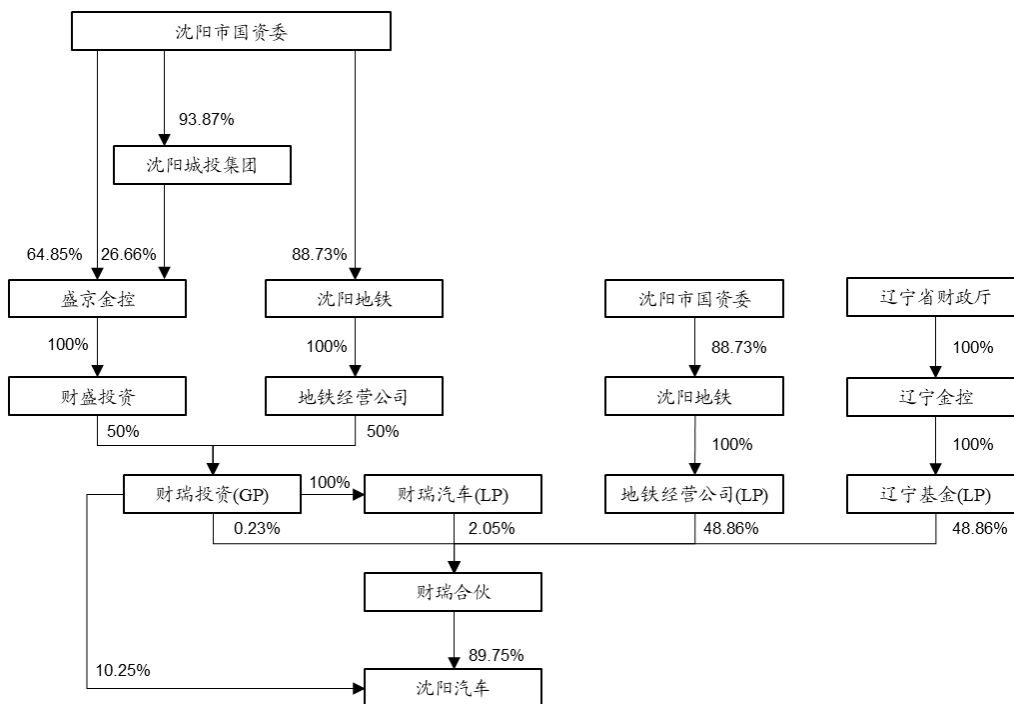 沈阳市国资委
93.87%
沈阳城投集团
64.85% 26.66% 88.73%
盛京金控 沈阳地铁 沈阳市国资委 辽宁省财政厅
100% 100% 88.73% 100%
财盛投资 地铁经营公司 沈阳地铁 辽宁金控
50% 50% 100% 100%
财瑞投资(GP) 100% 财瑞汽车(LP) 地铁经营公司(LP) 辽宁基金(LP)
0.23% 2.05% 48.86% 48.86%
财瑞合伙
10.25% 89.75%
沈阳汽车